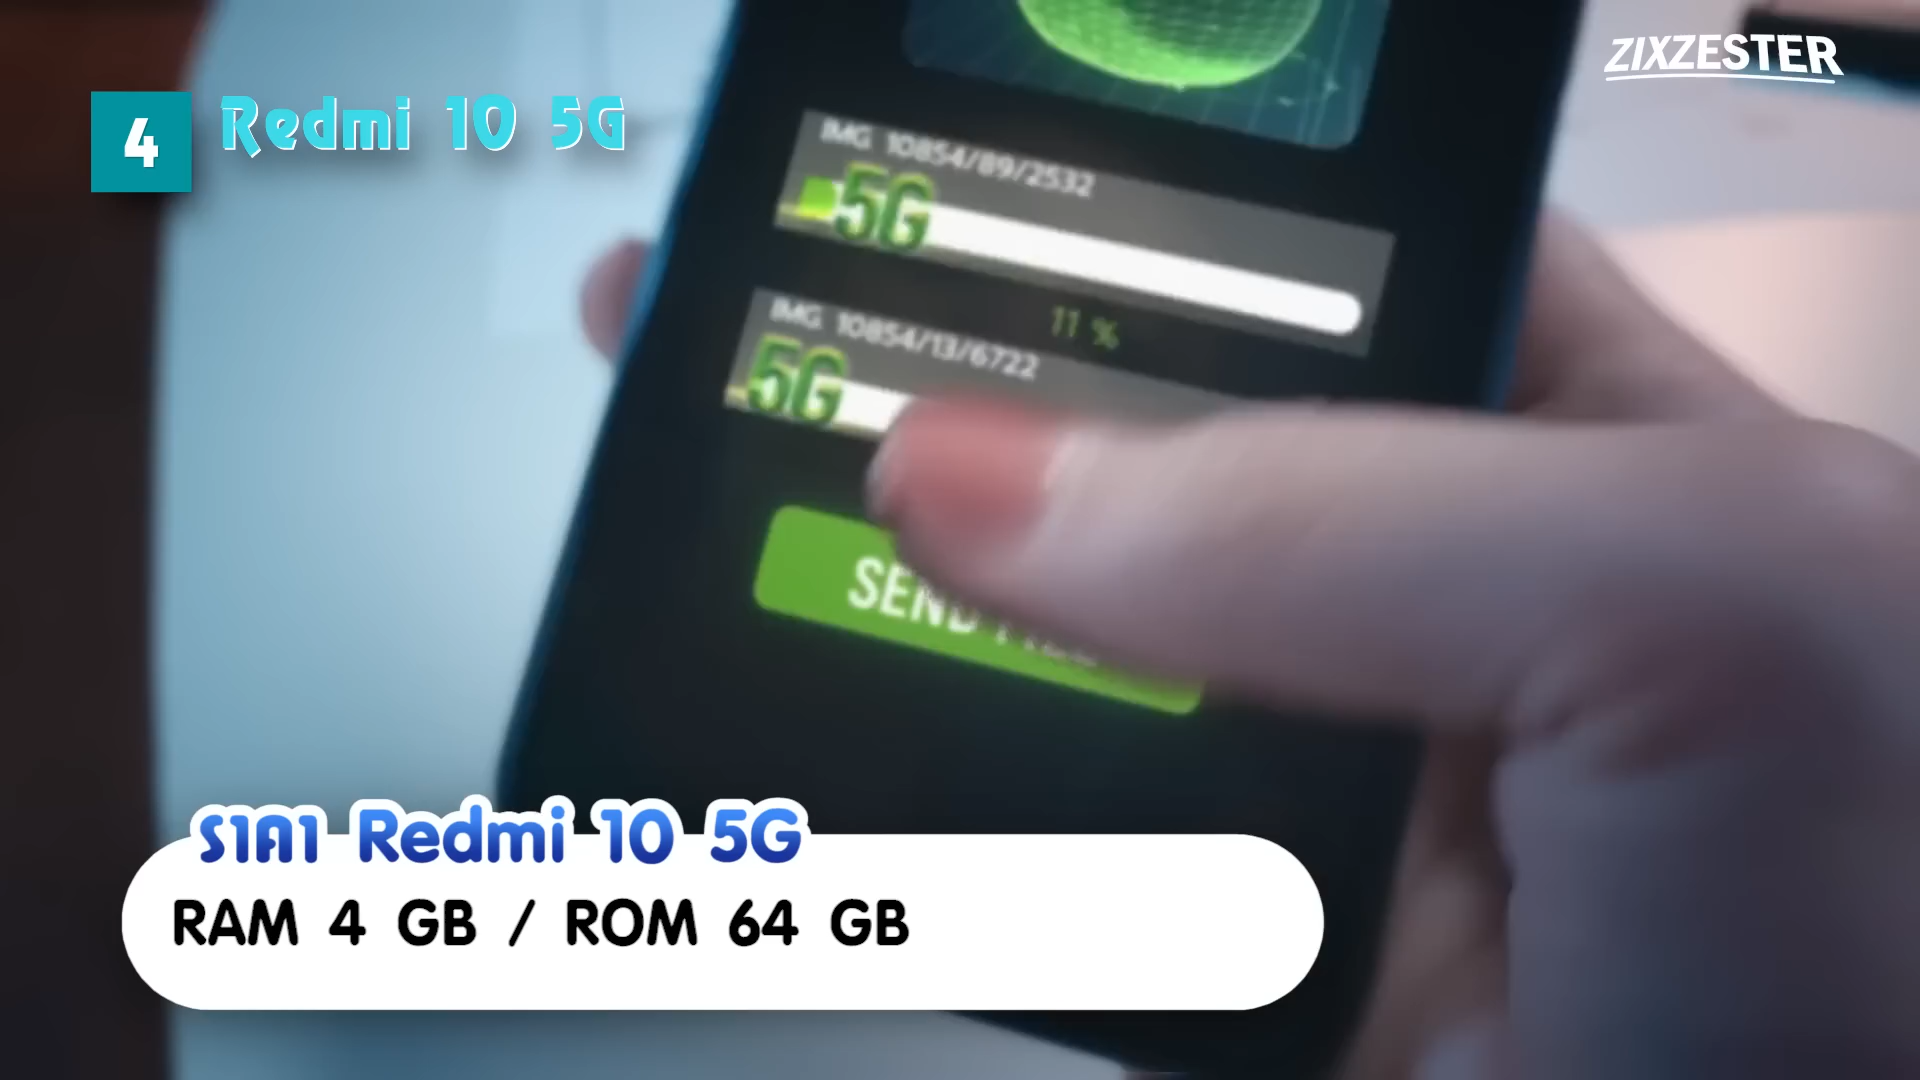 ZIXZESTER
4 Redmi 10 5G
IMG 10854/89/2532
5G
11 %
IMG 10854/13/6722
5G
SEND
ราคา Redmi 10 5G
RAM 4 GB / ROM 64 GB